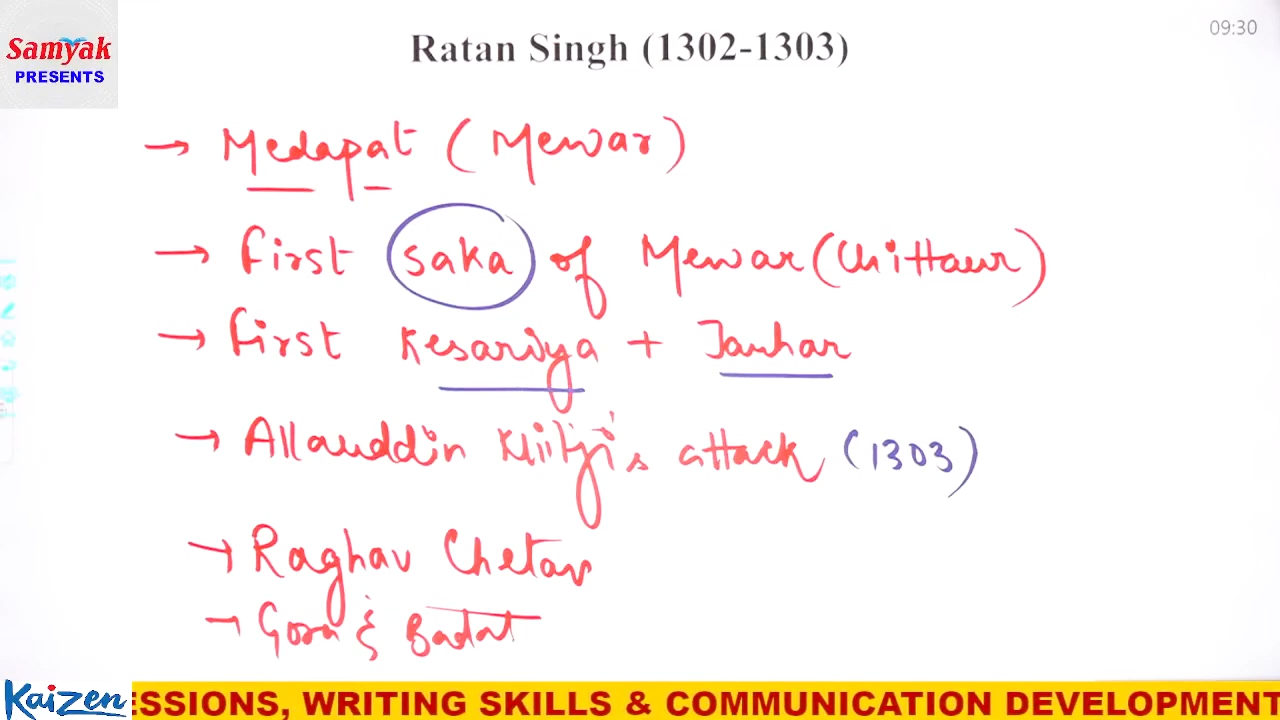 Samyak
PRESENTS
09:30
Ratan Singh (1302-1303)
→ Medapat (Mewar)
→ first saka of Mewar (Chittaur)
→ first Kesariya + Jauhar
→ Allauddin Khilji's attack (1303)
→ Raghav Chetan
→ Gora & Badal
Kaizen
ESSIONS, WRITING SKILLS & COMMUNICATION DEVELOPMENT